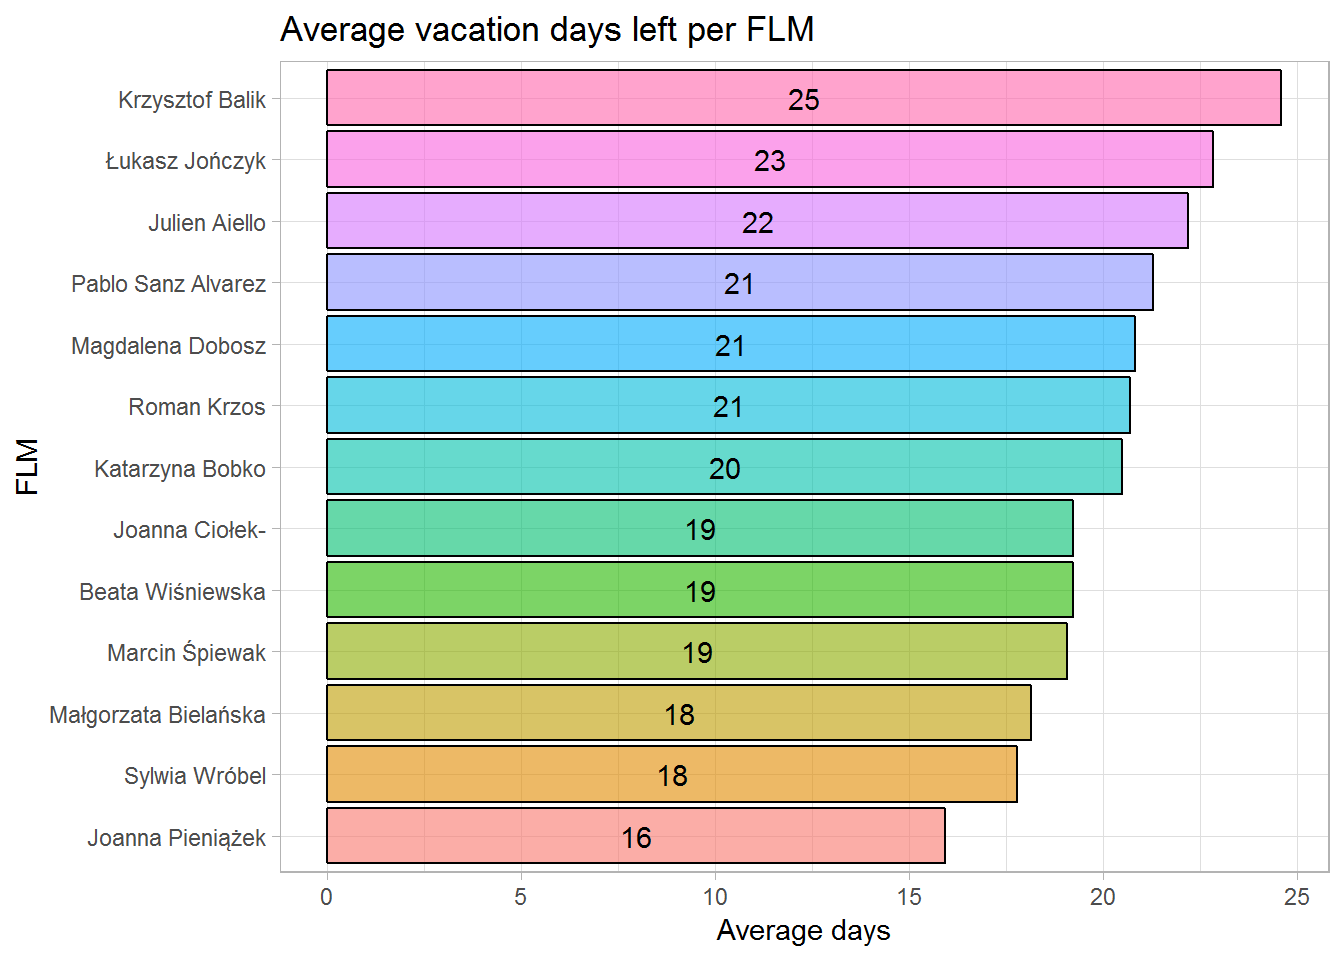 Average vacation days left per FLM
Krzysztof Balik 25
Łukasz Jończyk 23
Julien Aiello 22
Pablo Sanz Alvarez 21
Magdalena Dobosz 21
Roman Krzos 21
Katarzyna Bobko 20
Joanna Ciołek- 19
Beata Wiśniewska 19
Marcin Śpiewak 19
Małgorzata Bielańska 18
Sylwia Wróbel 18
Joanna Pieniążek 16
FLM
0 5 10 15 20 25
Average days